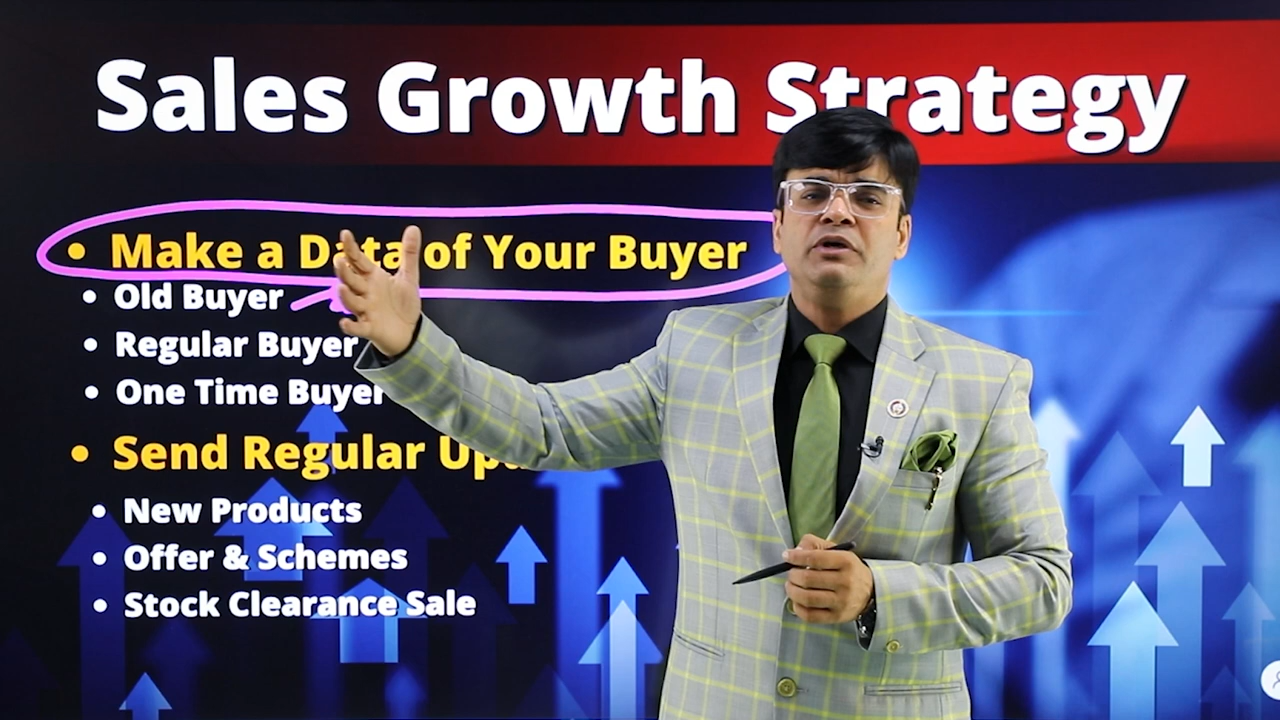 Sales Growth Strategy
• Make a Data of Your Buyer
• Old Buyer
• Regular Buyer
• One Time Buyer
• Send Regular
• New Products
• Offer & Schemes
• Stock Clearance Sale